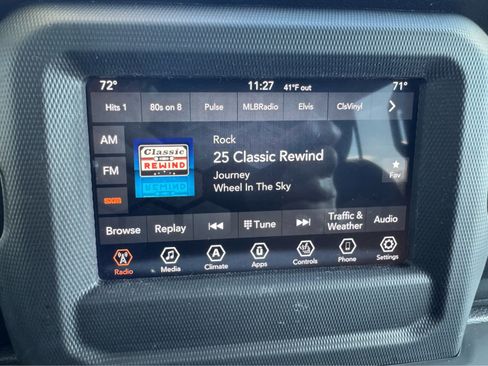 72° 11:27 41°F out 71°
Hits 1 80s on 8 Pulse MLBRadio Elvis ClsVinyl
AM
FM
SXM
Classic
REWIND
Rock
25 Classic Rewind
Journey
Wheel In The Sky
Fav
Browse Replay Tune Traffic & Weather Audio
A
Radio Media Climate Apps Controls Phone Settings